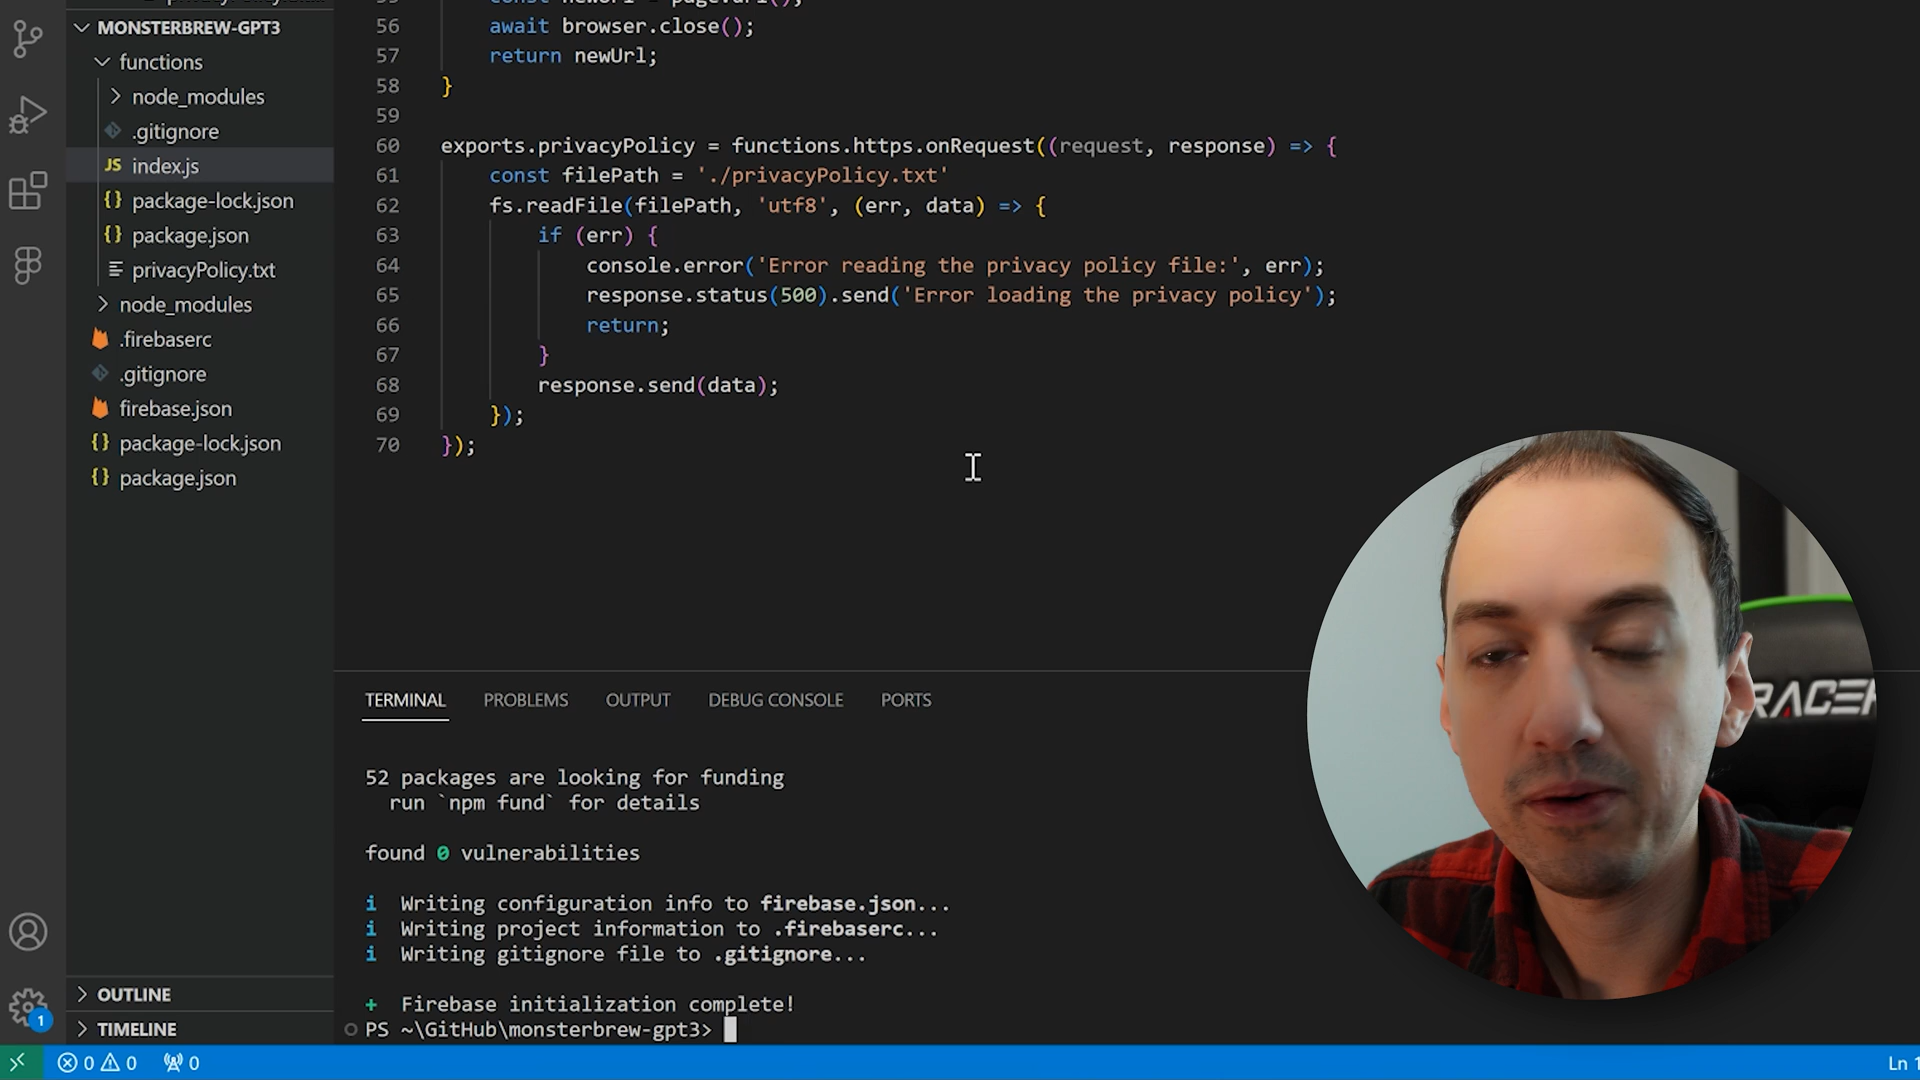 MONSTERBREW-GPT3
functions
node_modules
.gitignore
JS index.js
{} package-lock.json
{} package.json
privacyPolicy.txt
node_modules
.firebaserc
.gitignore
firebase.json
{} package-lock.json
{} package.json
OUTLINE
TIMELINE
56 await browser.close();
57 return newUrl;
58 }
59
60 exports.privacyPolicy = functions.https.onRequest((request, response) => {
61 const filePath = './privacyPolicy.txt'
62 fs.readFile(filePath, 'utf8', (err, data) => {
63 if (err) {
64 console.error('Error reading the privacy policy file:', err);
65 response.status(500).send('Error loading the privacy policy');
66 return;
67 }
68 response.send(data);
69 });
70 });
TERMINAL PROBLEMS OUTPUT DEBUG CONSOLE PORTS
52 packages are looking for funding
run `npm fund` for details
found 0 vulnerabilities
i Writing configuration info to firebase.json...
i Writing project information to .firebaserc...
i Writing gitignore file to .gitignore...
+ Firebase initialization complete!
PS ~\GitHub\monsterbrew-gpt3>
1
0 0 0
Ln 1